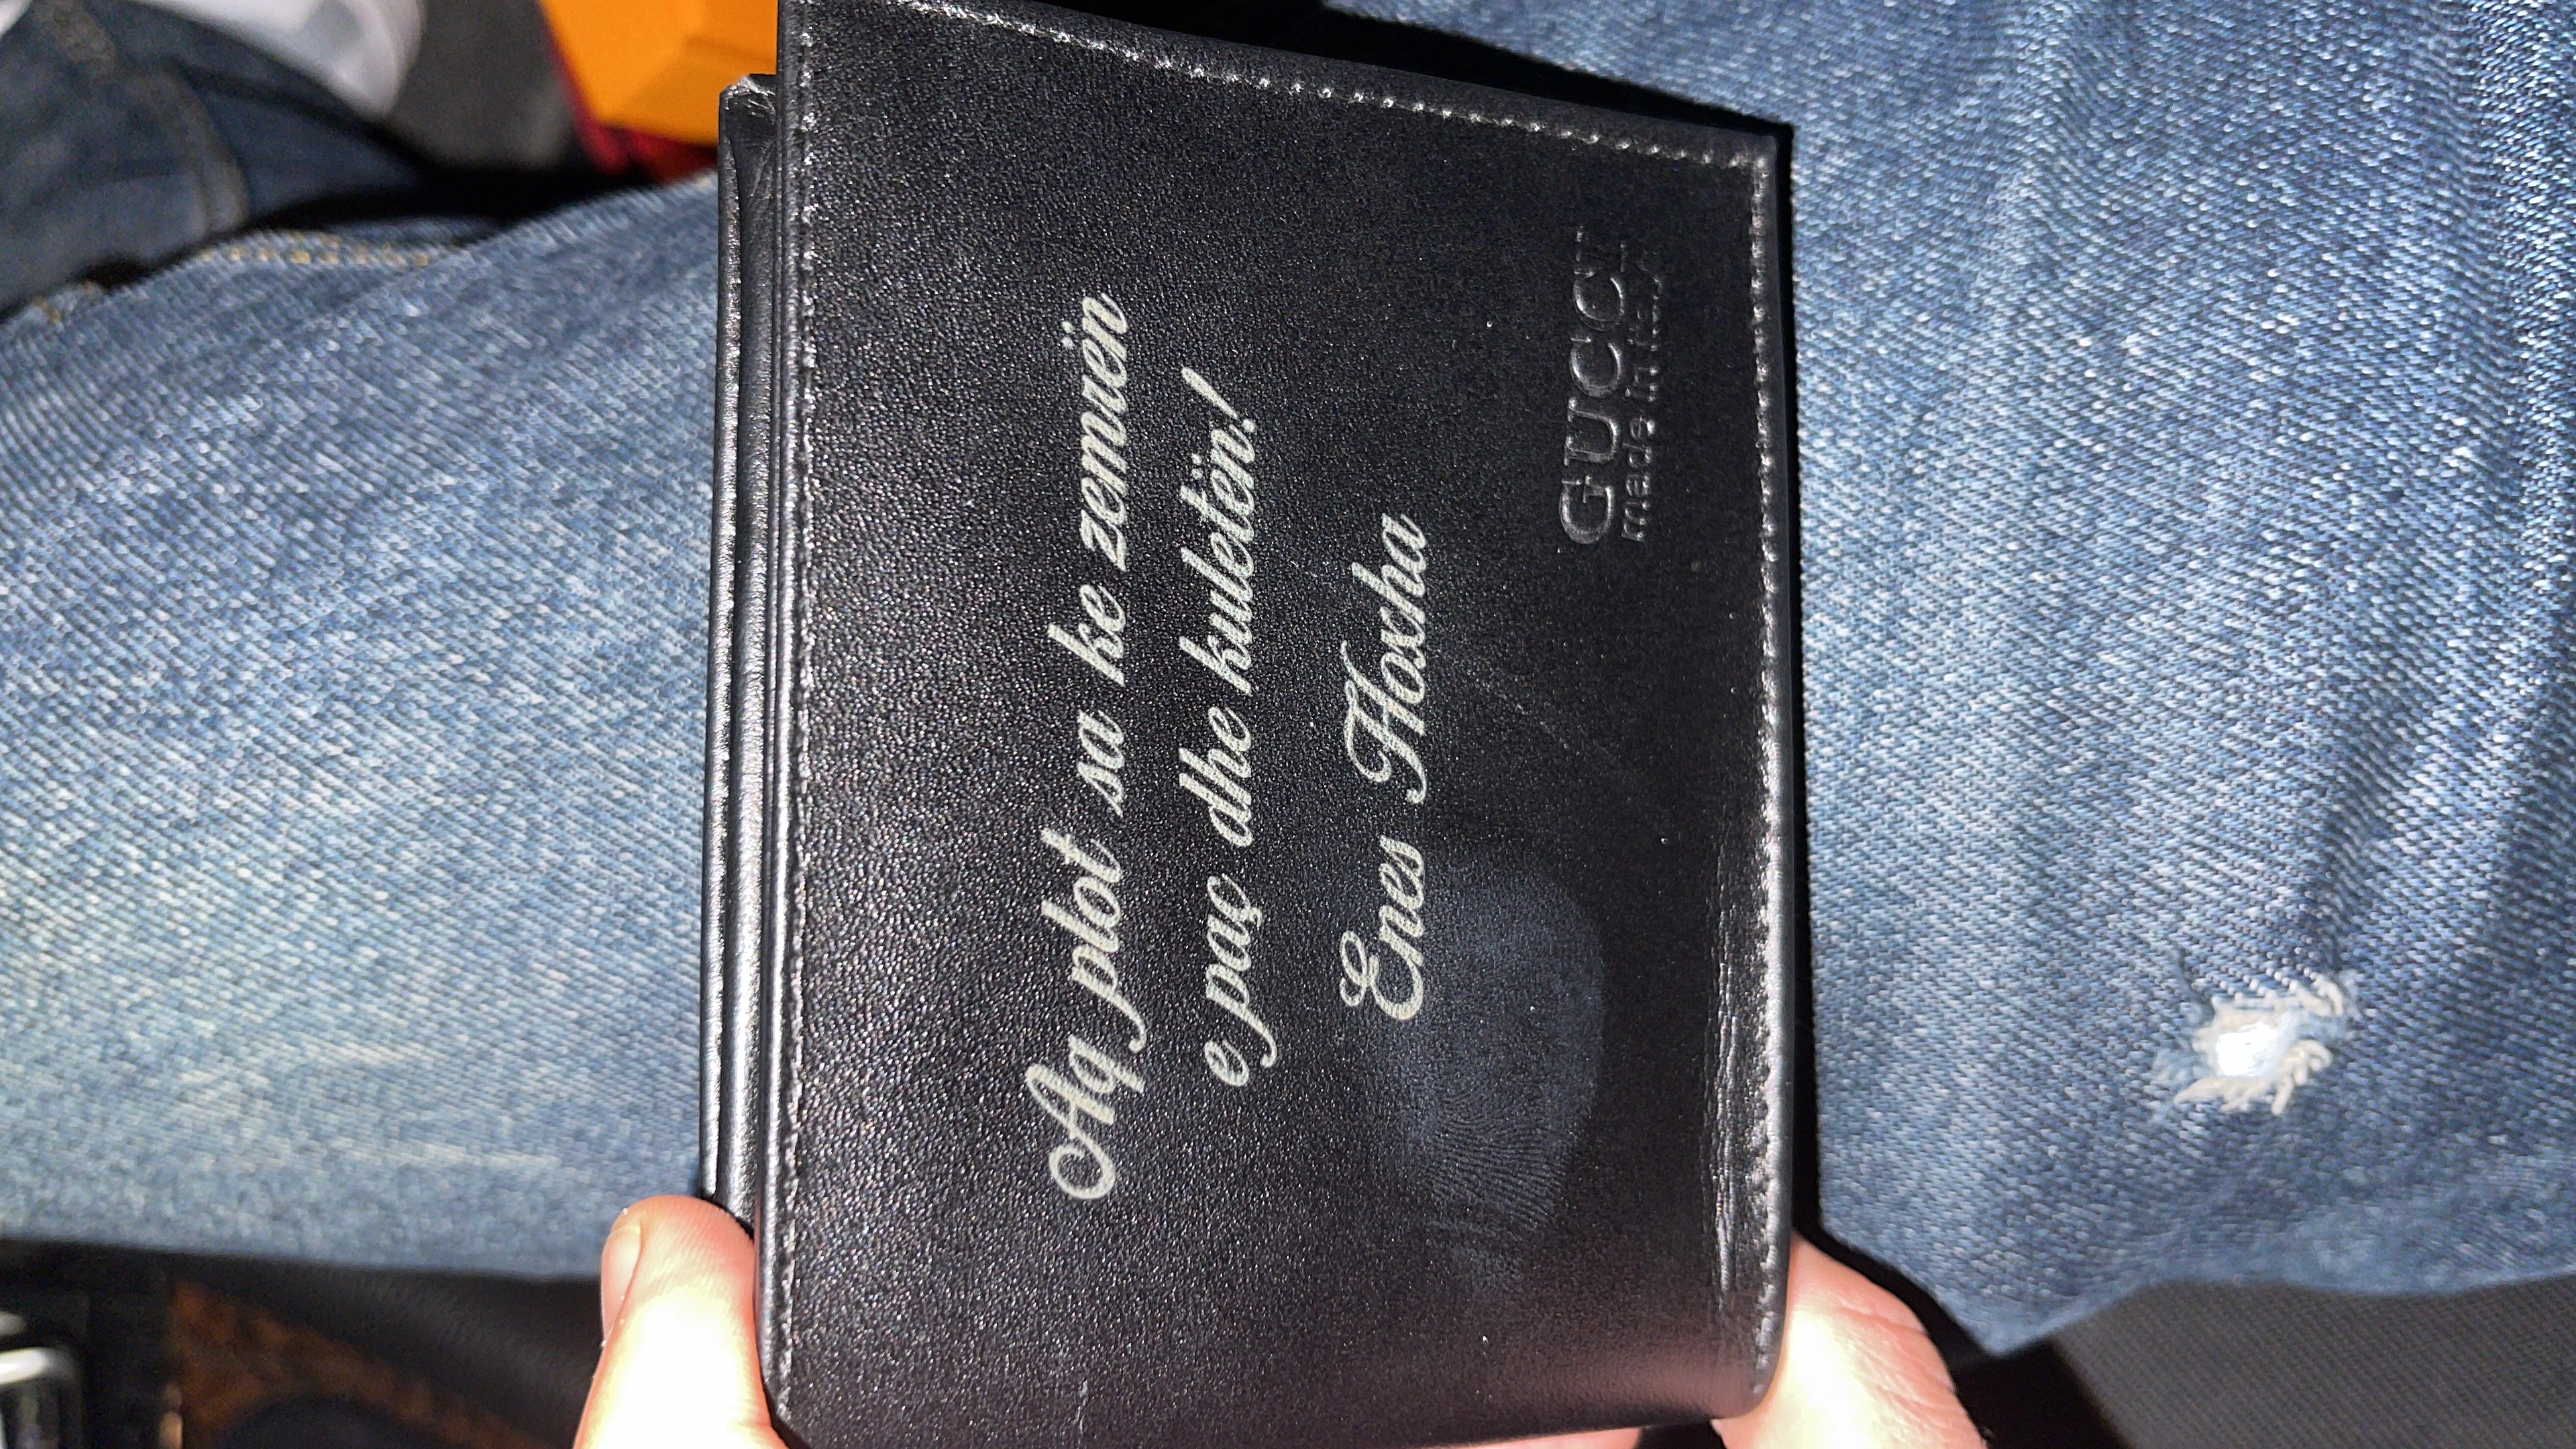 Aq plot sa ke zemrën
e paç dhe kuletën!
Enes Hoxha
GUCCI
made in italy